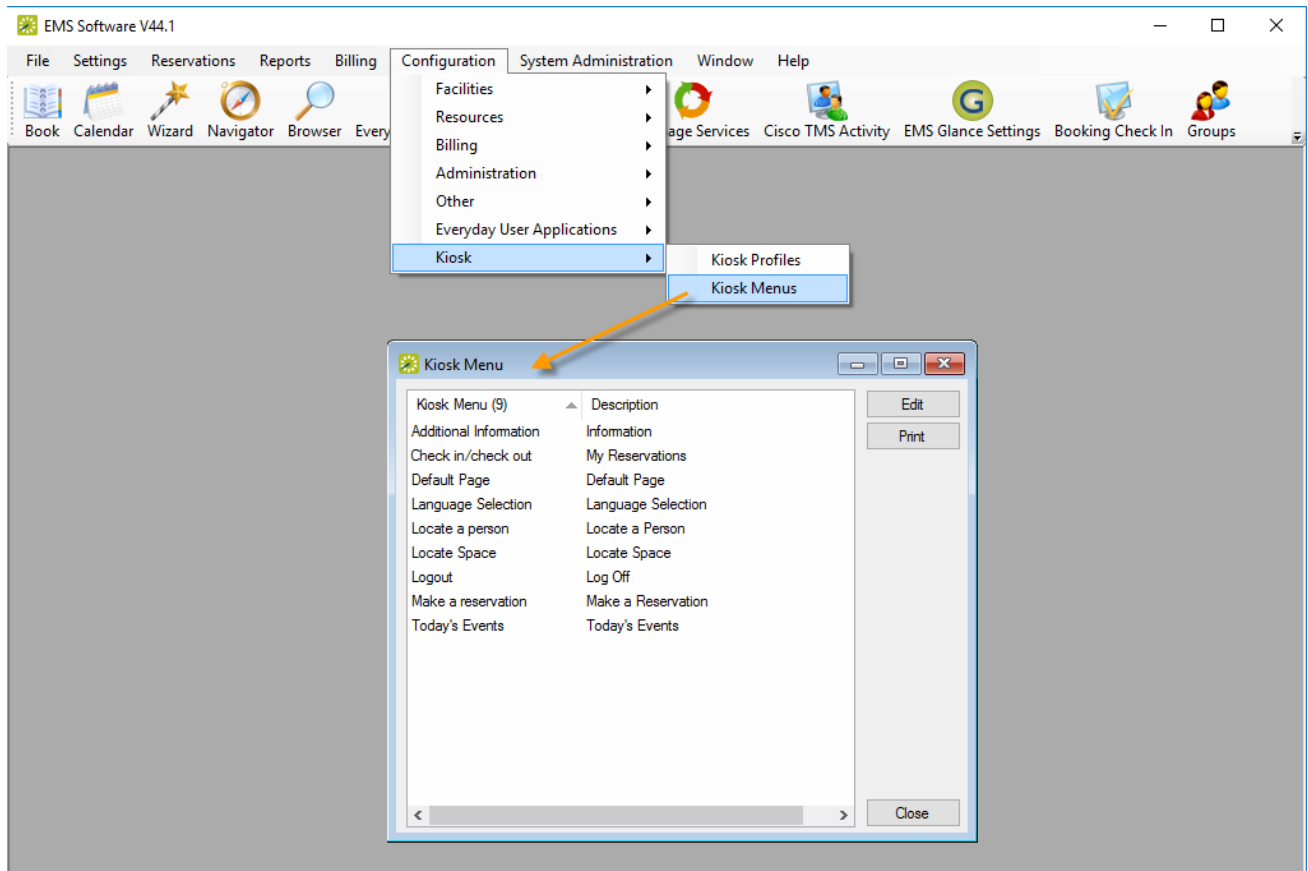 EMS Software V44.1
File Settings Reservations Reports Billing Configuration System Administration Window Help
Book Calendar Wizard Navigator Browser Every age Services Cisco TMS Activity EMS Glance Settings Booking Check In Groups
Facilities
Resources
Billing
Administration
Other
Everyday User Applications
Kiosk Kiosk Profiles
Kiosk Menus
Kiosk Menu
Kiosk Menu (9) Description Edit
Additional Information Information Print
Check in/check out My Reservations
Default Page Default Page
Language Selection Language Selection
Locate a person Locate a Person
Locate Space Locate Space
Logout Log Off
Make a reservation Make a Reservation
Today's Events Today's Events
Close